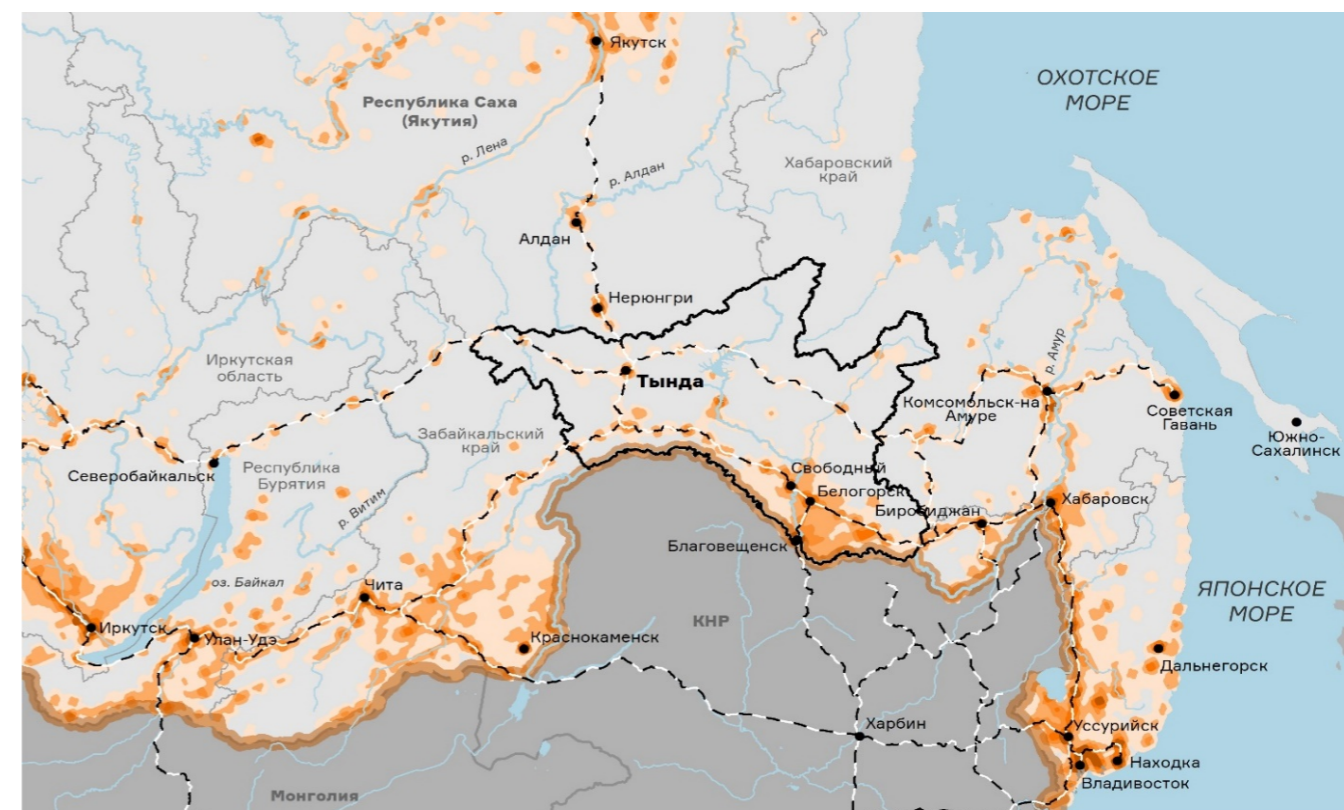 Якутск
ОХОТСКОЕ
МОРЕ
Республика Саха
(Якутия)
р. Лена
р. Алдан
Хабаровский
край
Алдан
Нерюнгри
Иркутская
область
Тында
р. Амур
Комсомольск-на
Амуре
Советская
Гавань
Южно-
Сахалинск
Забайкальский
край
Северобайкальск
Республика
Бурятия
р. Витим
Свободный
Белогорск
Биробиджан
Хабаровск
Благовещенск
оз. Байкал
Чита
ЯПОНСКОЕ
МОРЕ
Иркутск
Улан-Удэ
Краснокаменск
КНР
Дальнегорск
Харбин
Уссурийск
Находка
Владивосток
Монголия